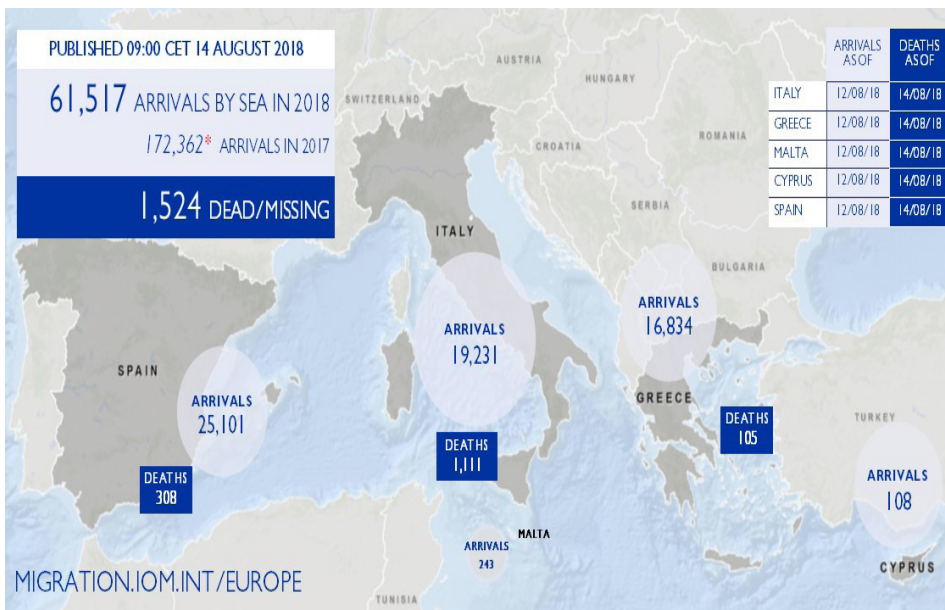 PUBLISHED 09:00 CET 14 AUGUST 2018
61,517 ARRIVALS BY SEA IN 2018
172,362* ARRIVALS IN 2017
1,524 DEAD/MISSING
ARRIVALS AS OF
DEATHS AS OF
ITALY 12/08/18 14/08/18
GREECE 12/08/18 14/08/18
MALTA 12/08/18 14/08/18
CYPRUS 12/08/18 14/08/18
SPAIN 12/08/18 14/08/18
AUSTRIA
HUNGARY
SWITZERLAND
ROMANIA
CROATIA
SERBIA
ITALY
BULGARIA
ARRIVALS
16,834
ARRIVALS
19,231
SPAIN
ARRIVALS
25,101
GREECE
DEATHS
105
TURKEY
DEATHS
1,111
DEATHS
308
ARRIVALS
108
MALTA
ARRIVALS
243
CYPRUS
MIGRATION.IOM.INT/EUROPE
TUNISIA